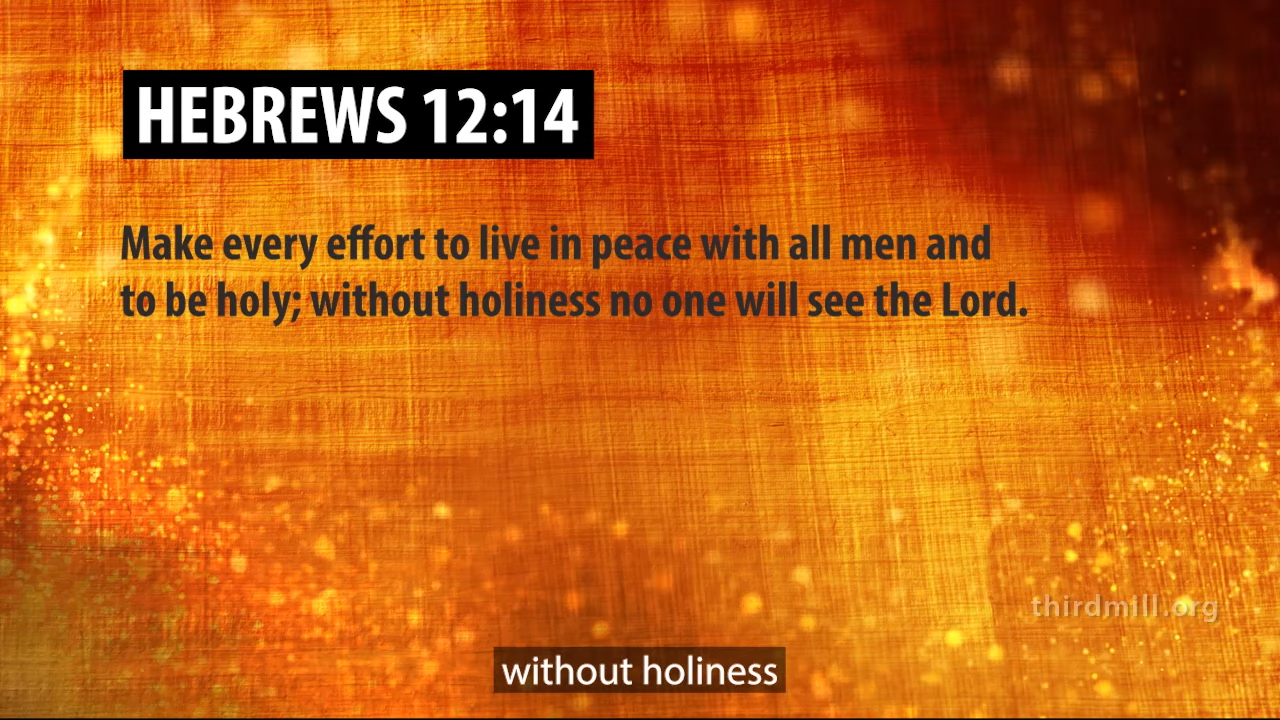 HEBREWS 12:14
Make every effort to live in peace with all men and
to be holy; without holiness no one will see the Lord.
thirdmill.org
without holiness